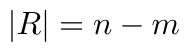 |R| = n − m